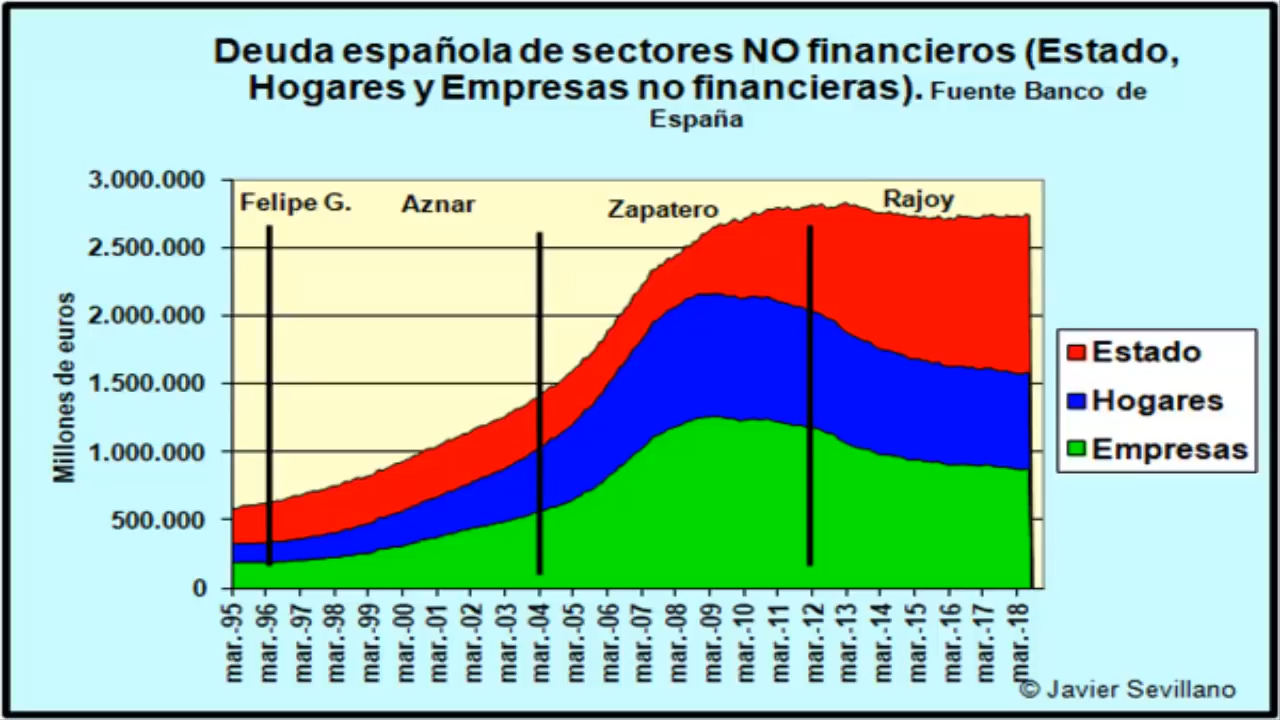 Deuda española de sectores NO financieros (Estado,
Hogares y Empresas no financieras). Fuente Banco de
España
3.000.000
2.500.000
2.000.000
1.500.000
1.000.000
500.000
0
Millones de euros
Felipe G.
Aznar
Zapatero
Rajoy
Estado
Hogares
Empresas
mar.-95
mar.-96
mar.-97
mar.-98
mar.-99
mar.-00
mar.-01
mar.-02
mar.-03
mar.-04
mar.-05
mar.-06
mar.-07
mar.-08
mar.-09
mar.-10
mar.-11
mar.-12
mar.-13
mar.-14
mar.-15
mar.-16
mar.-17
mar.-18
© Javier Sevillano